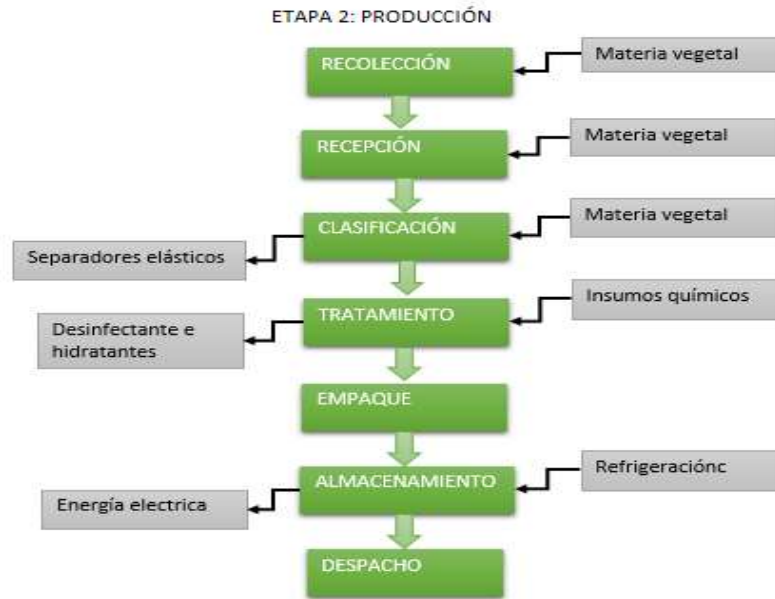 ETAPA 2: PRODUCCIÓN
RECOLECCIÓN
Materia vegetal
RECEPCIÓN
Materia vegetal
CLASIFICACIÓN
Materia vegetal
Separadores elásticos
TRATAMIENTO
Insumos químicos
Desinfectante e
hidratantes
EMPAQUE
ALMACENAMIENTO
Refrigeraciónc
Energía electrica
DESPACHO